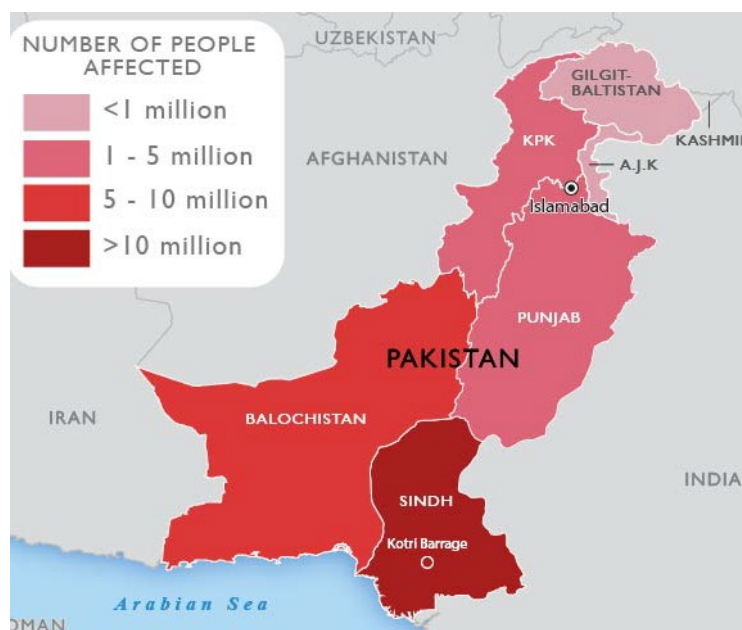 NUMBER OF PEOPLE
AFFECTED
<1 million
1 - 5 million
5 - 10 million
>10 million
UZBEKISTAN
GILGIT-
BALTISTAN
KPK
KASHMIR
AFGHANISTAN
A.J.K
Islamabad
PUNJAB
PAKISTAN
IRAN
BALOCHISTAN
INDIA
SINDH
Kotri Barrage
Arabian Sea
OMAN